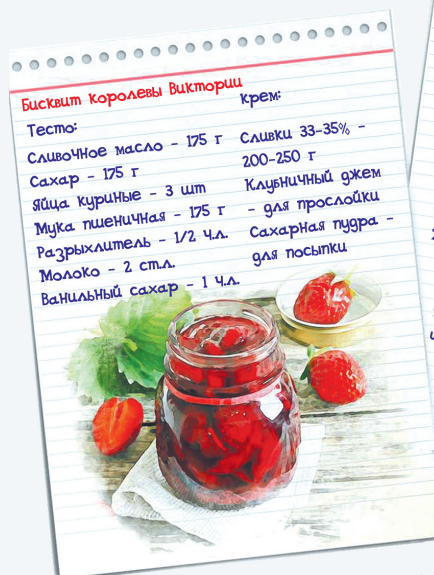 Бисквит королевы Виктории
Тесто:
Сливочное масло - 175 г
Сахар - 175 г
Яйца куриные - 3 шт
Мука пшеничная - 175 г
Разрыхлитель - 1/2 ч.л.
Молоко - 2 ст.л.
Ванильный сахар - 1 ч.л.
крем:
Сливки 33-35% -
200-250 г
Клубничный джем
- для прослойки
Сахарная пудра -
для посыпки